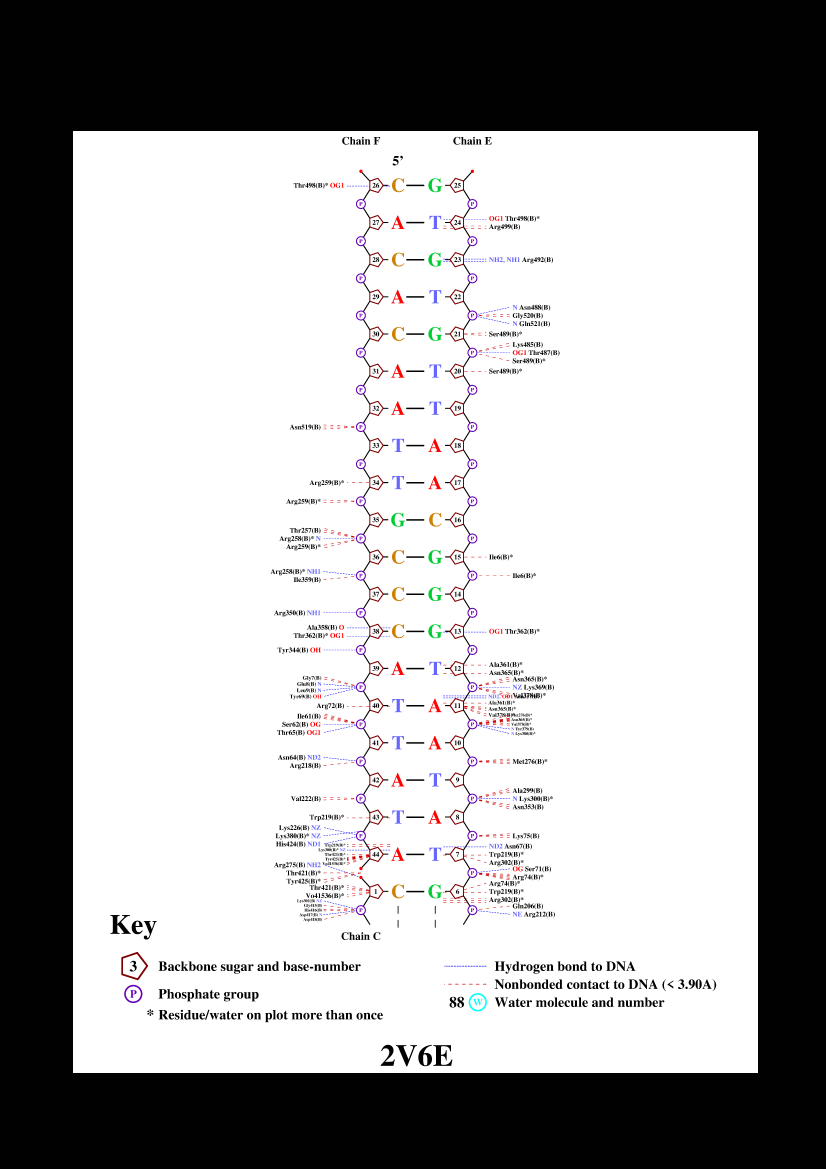 Chain F Chain E
5’
Thr498(B)* OG1 26 C G 25
P P
27 A T 24 OG1 Thr498(B)*
Arg499(B)
P P
28 C G 23 NH2, NH1 Arg492(B)
P P
29 A T 22
N Asn488(B)
P P Gly520(B)
N Gln521(B)
30 C G 21 Ser489(B)*
Lys485(B)
P P OG1 Thr487(B)
Ser489(B)*
31 A T 20 Ser489(B)*
P P
32 A T 19
Asn519(B) P P
33 T A 18
P P
Arg259(B)* 34 T A 17
Arg259(B)* P P
35 G C 16
Thr257(B)
Arg258(B)* N P P
Arg259(B)*
36 C G 15 Ile6(B)*
Arg258(B)* NH1 P P Ile6(B)*
Ile359(B)
37 C G 14
Arg350(B) NH1 P P
Ala358(B) O
38 C G 13 OG1 Thr362(B)*
Thr362(B)* OG1
Tyr344(B) OH P P
39 A T 12 Ala361(B)*
Asn365(B)*
Gly7(B) Asn365(B)*
Glu8(B) N P P NZ Lys369(B)
Leu9(B) N
Tyr69(B) OH
Arg72(B) 40 T A 11 Ala361(B)*
Asn365(B)*
Ile61(B)
Ser62(B) OG P P
Thr65(B) OG1
41 T A 10
Asn64(B) ND2 P P Met276(B)*
Arg218(B)
42 A T 9
Ala299(B)
Val222(B) P P N Lys300(B)*
Asn353(B)
Trp219(B)* 43 T A 8
Lys226(B) NZ
Lys380(B)* NZ P P Lys75(B)
His424(B) ND1
44 A T 7 ND2 Asn67(B)
Trp219(B)*
Arg302(B)*
Arg275(B) NH2 OG Ser71(B)
Thr421(B)* P Arg74(B)*
Tyr425(B)* Arg74(B)*
Thr421(B)* 1 C G 6 Trp219(B)*
Vo41536(B)* Arg302(B)*
Gln206(B)
P P NE Arg212(B)
Chain C
Key
3 Backbone sugar and base-number
P Phosphate group
* Residue/water on plot more than once
Hydrogen bond to DNA
Nonbonded contact to DNA (< 3.90A)
88 W Water molecule and number
2V6E